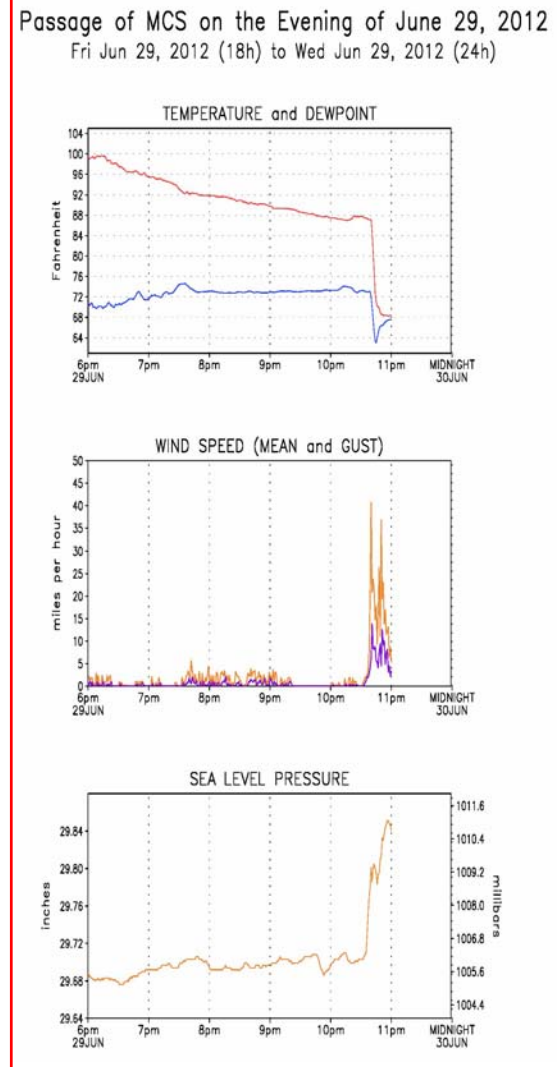 Passage of MCS on the Evening of June 29, 2012
Fri Jun 29, 2012 (18h) to Wed Jun 29, 2012 (24h)
TEMPERATURE and DEWPOINT
Fahrenheit
104
100
96
92
88
84
80
76
72
68
64
6pm 7pm 8pm 9pm 10pm 11pm MIDNIGHT
29JUN 30JUN
WIND SPEED (MEAN and GUST)
miles per hour
50
45
40
35
30
25
20
15
10
5
0
6pm 7pm 8pm 9pm 10pm 11pm MIDNIGHT
29JUN 30JUN
SEA LEVEL PRESSURE
inches
29.84
29.80
29.76
29.72
29.68
29.64
millibars
1011.6
1010.4
1009.2
1008.0
1006.8
1005.6
1004.4
6pm 7pm 8pm 9pm 10pm 11pm MIDNIGHT
29JUN 30JUN